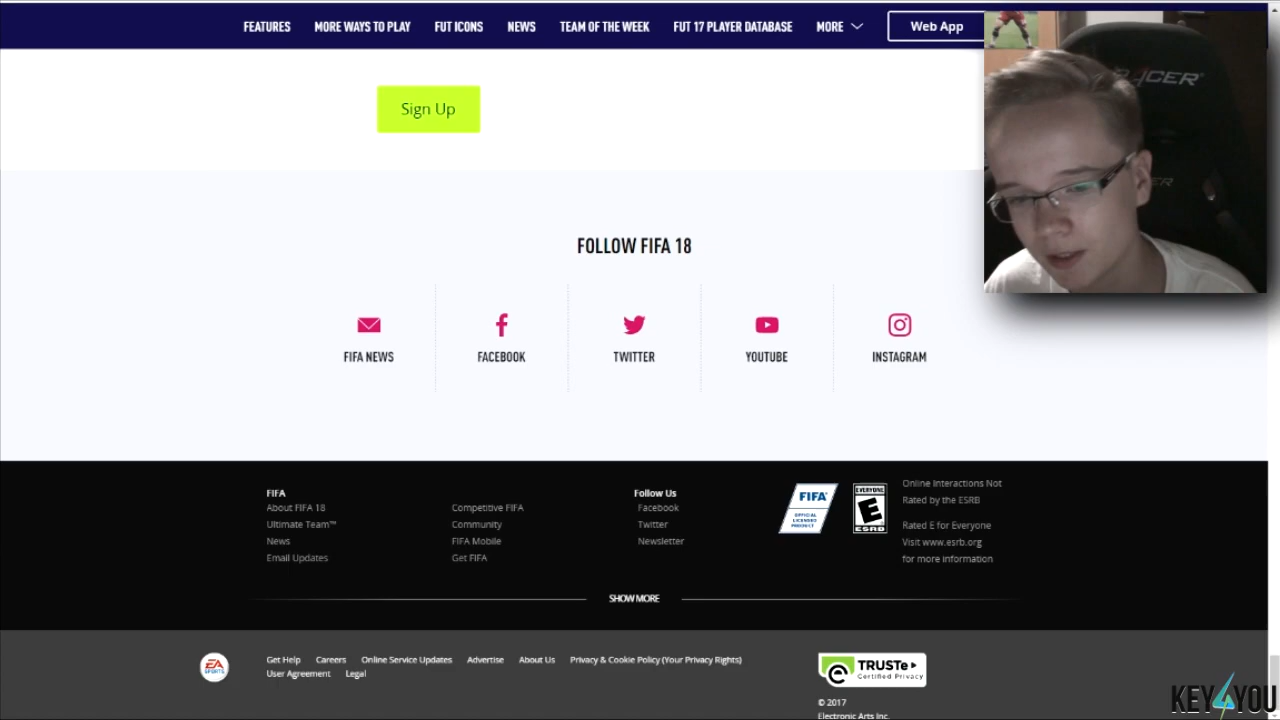 FEATURES MORE WAYS TO PLAY FUT ICONS NEWS TEAM OF THE WEEK FUT 17 PLAYER DATABASE MORE Web App
Sign Up
FOLLOW FIFA 18
FIFA NEWS FACEBOOK TWITTER YOUTUBE INSTAGRAM
FIFA
About FIFA 18
Ultimate Team™
News
Email Updates
Competitive FIFA
Community
FIFA Mobile
Get FIFA
Follow Us
Facebook
Twitter
Newsletter
FIFA
OFFICIAL
LICENSED
PRODUCT
EVERYONE
E
ESRB
Online Interactions Not
Rated by the ESRB
Rated E for Everyone
Visit www.esrb.org
for more information
SHOW MORE
EA
SPORTS
Get Help Careers Online Service Updates Advertise About Us Privacy & Cookie Policy (Your Privacy Rights)
User Agreement Legal
TRUSTe
Certified Privacy
© 2017
Electronic Arts Inc.
KEY4YOU